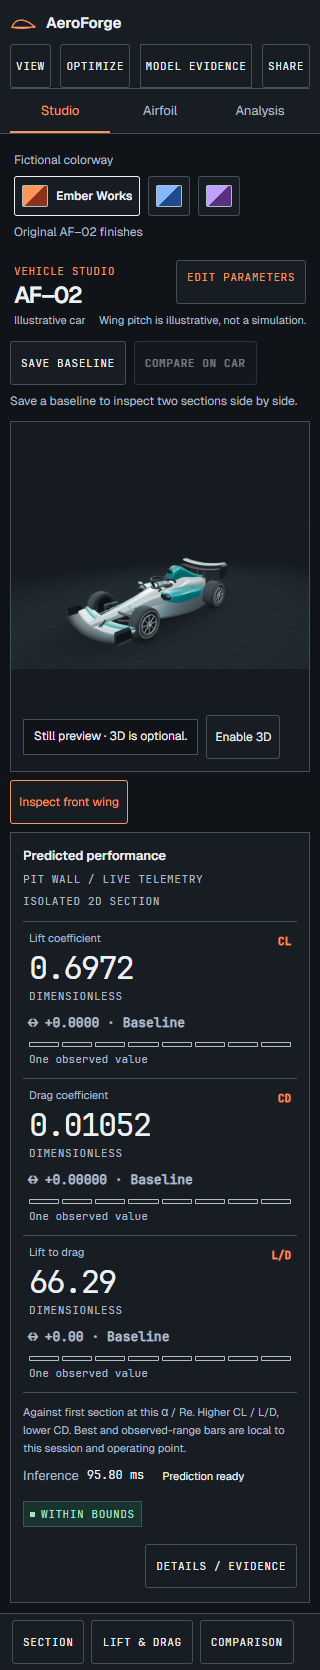 AeroForge
VIEW OPTIMIZE MODEL EVIDENCE SHARE
Studio Airfoil Analysis
Fictional colorway
Ember Works
Original AF–02 finishes
VEHICLE STUDIO
AF–02
EDIT PARAMETERS
Illustrative car Wing pitch is illustrative, not a simulation.
SAVE BASELINE COMPARE ON CAR
Save a baseline to inspect two sections side by side.
Still preview · 3D is optional. Enable 3D
Inspect front wing
Predicted performance
PIT WALL / LIVE TELEMETRY
ISOLATED 2D SECTION
Lift coefficient CL
0.6972
DIMENSIONLESS
↔ +0.0000 · Baseline
One observed value
Drag coefficient CD
0.01052
DIMENSIONLESS
↔ +0.00000 · Baseline
One observed value
Lift to drag L/D
66.29
DIMENSIONLESS
↔ +0.00 · Baseline
One observed value
Against first section at this α / Re. Higher CL / L/D,
lower CD. Best and observed-range bars are local to
this session and operating point.
Inference 95.80 ms Prediction ready
WITHIN BOUNDS
DETAILS / EVIDENCE
SECTION LIFT & DRAG COMPARISON